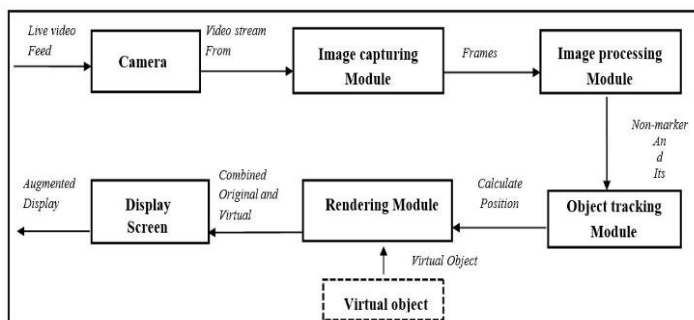 Live video
Feed
Camera
Video stream
From
Image capturing
Module
Frames
Image processing
Module
Non-marker
An
d
Its
Object tracking
Module
Calculate
Position
Rendering Module
Combined
Original and
Virtual
Display
Screen
Augmented
Display
Virtual Object
Virtual object